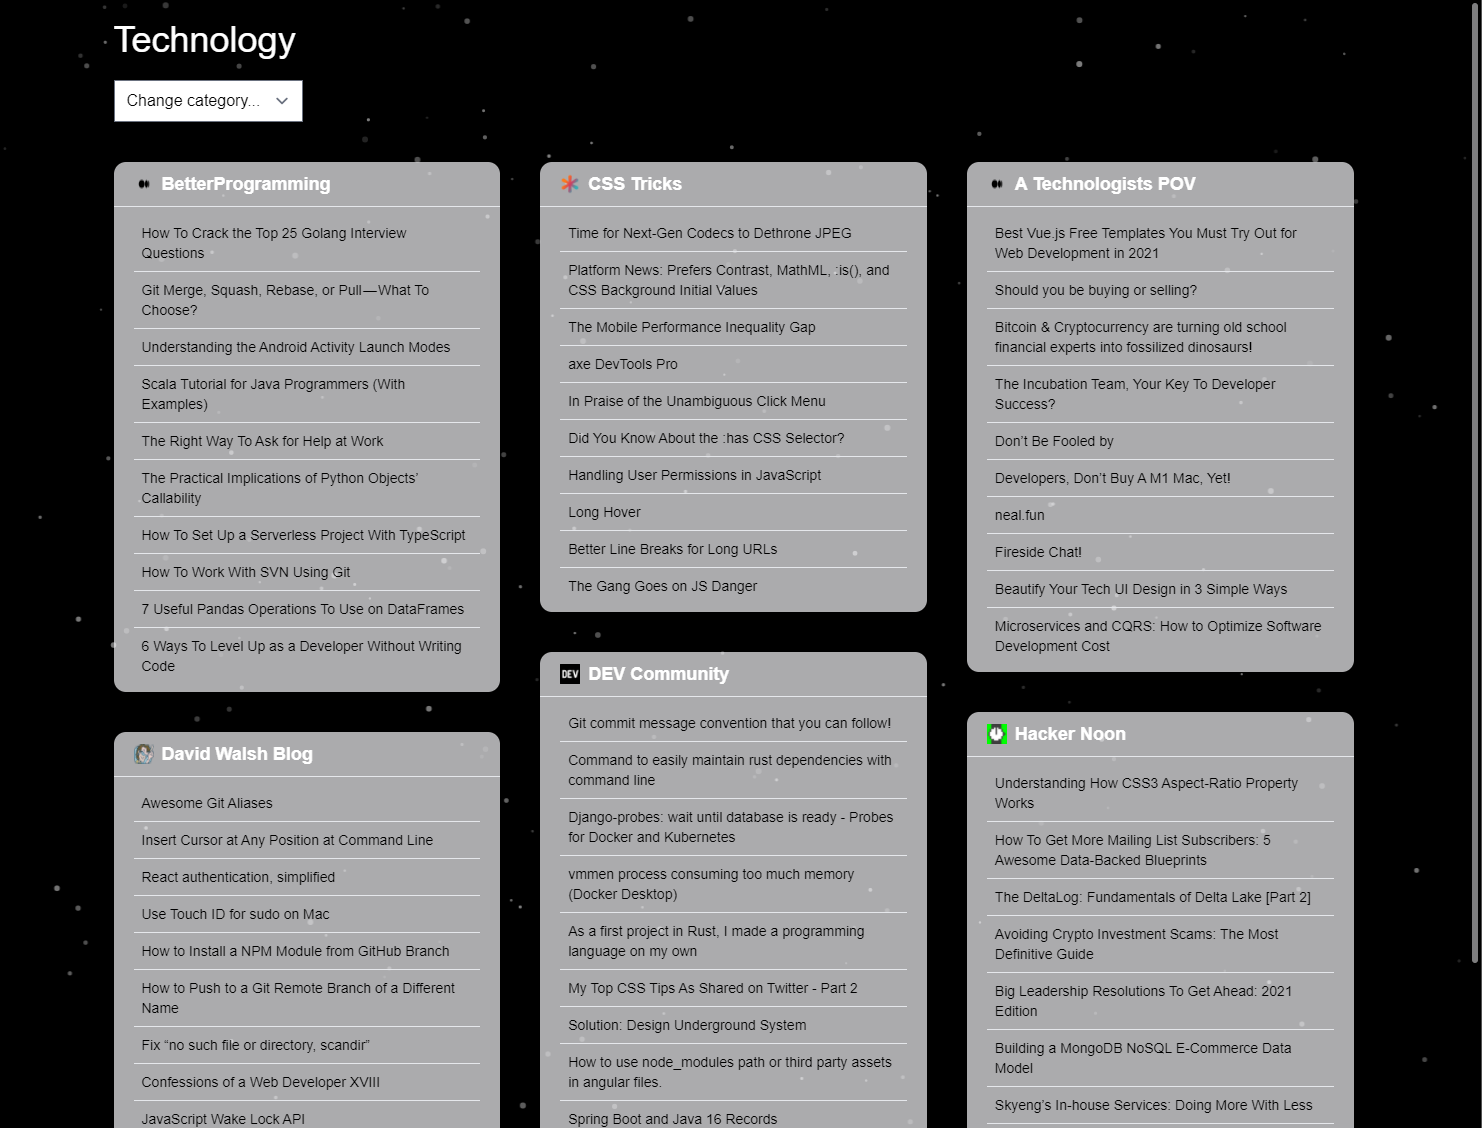 Technology
Change category...
BetterProgramming
How To Crack the Top 25 Golang Interview
Questions
Git Merge, Squash, Rebase, or Pull — What To
Choose?
Understanding the Android Activity Launch Modes
Scala Tutorial for Java Programmers (With
Examples)
The Right Way To Ask for Help at Work
The Practical Implications of Python Objects’
Callability
How To Set Up a Serverless Project With TypeScript
How To Work With SVN Using Git
7 Useful Pandas Operations To Use on DataFrames
6 Ways To Level Up as a Developer Without Writing
Code
David Walsh Blog
Awesome Git Aliases
Insert Cursor at Any Position at Command Line
React authentication, simplified
Use Touch ID for sudo on Mac
How to Install a NPM Module from GitHub Branch
How to Push to a Git Remote Branch of a Different
Name
Fix “no such file or directory, scandir”
Confessions of a Web Developer XVIII
JavaScript Wake Lock API
CSS Tricks
Time for Next-Gen Codecs to Dethrone JPEG
Platform News: Prefers Contrast, MathML, :is(), and
CSS Background Initial Values
The Mobile Performance Inequality Gap
axe DevTools Pro
In Praise of the Unambiguous Click Menu
Did You Know About the :has CSS Selector?
Handling User Permissions in JavaScript
Long Hover
Better Line Breaks for Long URLs
The Gang Goes on JS Danger
DEV
DEV Community
Git commit message convention that you can follow!
Command to easily maintain rust dependencies with
command line
Django-probes: wait until database is ready - Probes
for Docker and Kubernetes
vmmen process consuming too much memory
(Docker Desktop)
As a first project in Rust, I made a programming
language on my own
My Top CSS Tips As Shared on Twitter - Part 2
Solution: Design Underground System
How to use node_modules path or third party assets
in angular files.
Spring Boot and Java 16 Records
A Technologists POV
Best Vue.js Free Templates You Must Try Out for
Web Development in 2021
Should you be buying or selling?
Bitcoin & Cryptocurrency are turning old school
financial experts into fossilized dinosaurs!
The Incubation Team, Your Key To Developer
Success?
Don’t Be Fooled by
Developers, Don’t Buy A M1 Mac, Yet!
neal.fun
Fireside Chat!
Beautify Your Tech UI Design in 3 Simple Ways
Microservices and CQRS: How to Optimize Software
Development Cost
Hacker Noon
Understanding How CSS3 Aspect-Ratio Property
Works
How To Get More Mailing List Subscribers: 5
Awesome Data-Backed Blueprints
The DeltaLog: Fundamentals of Delta Lake [Part 2]
Avoiding Crypto Investment Scams: The Most
Definitive Guide
Big Leadership Resolutions To Get Ahead: 2021
Edition
Building a MongoDB NoSQL E-Commerce Data
Model
Skyeng’s In-house Services: Doing More With Less